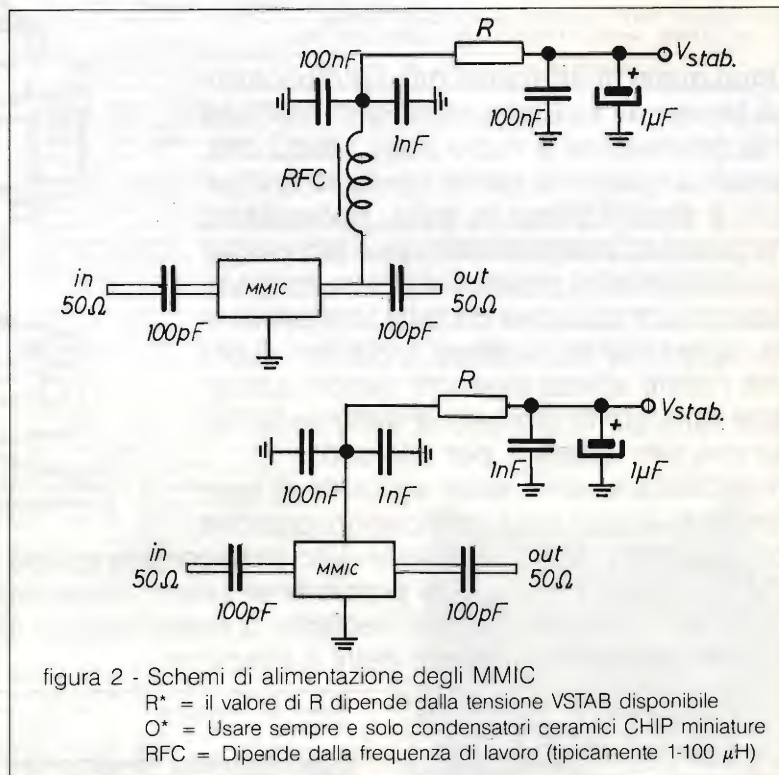 R
Vstab.
100nF
+
100nF
1µF
1nF
RFC
in
50Ω
MMIC
out
50Ω
100pF
100pF
R
Vstab.
+
100nF
1nF
1nF
1µF
in
50Ω
MMIC
out
50Ω
100pF
100pF
figura 2 - Schemi di alimentazione degli MMIC
R* = il valore di R dipende dalla tensione VSTAB disponibile
O* = Usare sempre e solo condensatori ceramici CHIP miniature
RFC = Dipende dalla frequenza di lavoro (tipicamente 1-100 µH)